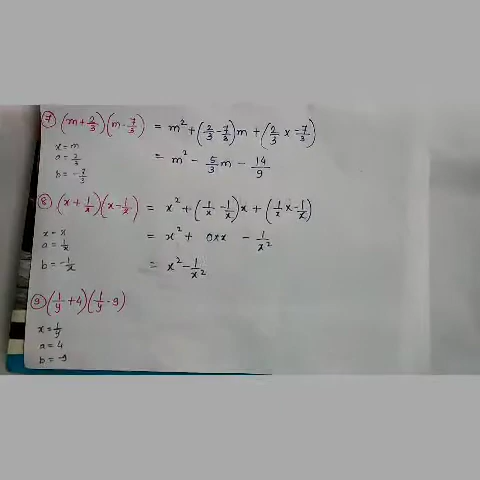 ⑦ (m+2/3)(m-7/3) = m² + (2/3 - 7/3)m + (2/3 × -7/3)
x = m
a = 2/3
= m² - 5/3 m - 14/9
b = -7/3
⑧ (x + 1/x)(x - 1/x) = x² + (1/x - 1/x)x + (1/x × -1/x)
x = x
a = 1/x
= x² + 0×x - 1/x²
b = -1/x
= x² - 1/x²
⑨ (1/y + 4)(1/y - 9)
x = 1/y
a = 4
b = -9